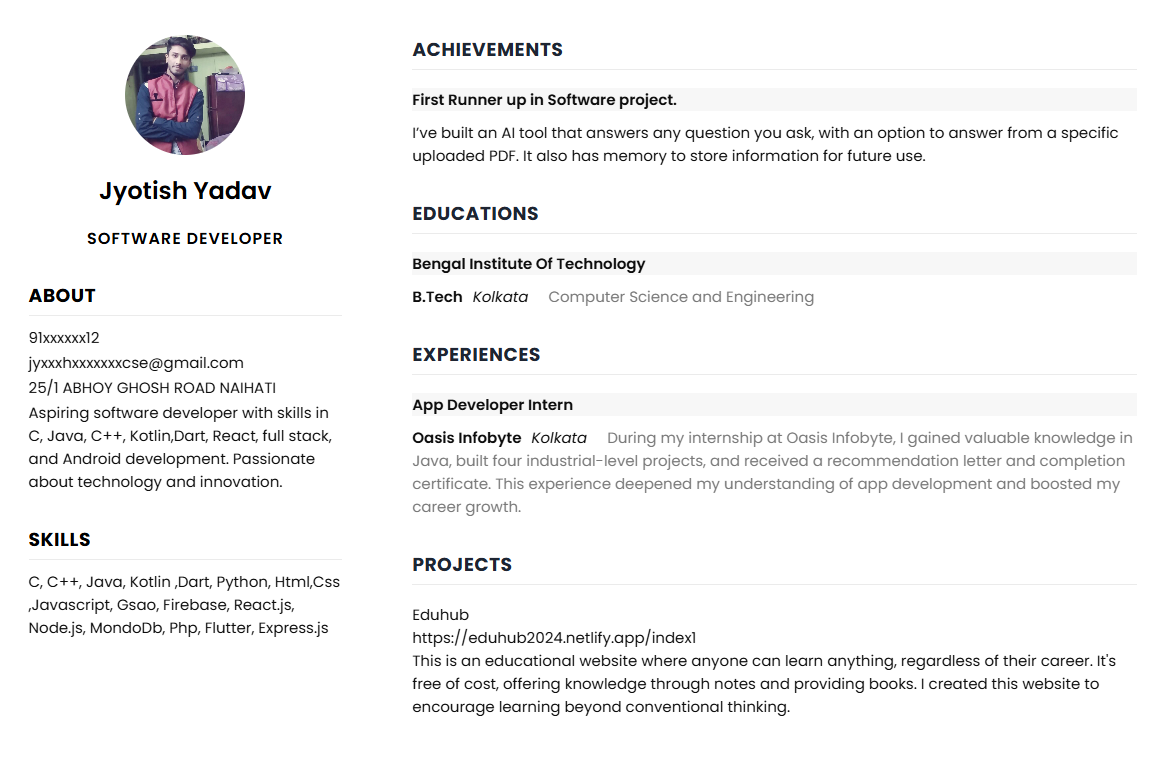 Jyotish Yadav
SOFTWARE DEVELOPER
ABOUT
91xxxxxx12
jyxxxhxxxxxxxcse@gmail.com
25/1 ABHOY GHOSH ROAD NAIHATI
Aspiring software developer with skills in
C, Java, C++, Kotlin,Dart, React, full stack,
and Android development. Passionate
about technology and innovation.
SKILLS
C, C++, Java, Kotlin ,Dart, Python, Html,Css
,Javascript, Gsao, Firebase, React.js,
Node.js, MondoDb, Php, Flutter, Express.js
ACHIEVEMENTS
First Runner up in Software project.
I’ve built an AI tool that answers any question you ask, with an option to answer from a specific
uploaded PDF. It also has memory to store information for future use.
EDUCATIONS
Bengal Institute Of Technology
B.Tech Kolkata Computer Science and Engineering
EXPERIENCES
App Developer Intern
Oasis Infobyte Kolkata During my internship at Oasis Infobyte, I gained valuable knowledge in
Java, built four industrial-level projects, and received a recommendation letter and completion
certificate. This experience deepened my understanding of app development and boosted my
career growth.
PROJECTS
Eduhub
https://eduhub2024.netlify.app/index1
This is an educational website where anyone can learn anything, regardless of their career. It's
free of cost, offering knowledge through notes and providing books. I created this website to
encourage learning beyond conventional thinking.